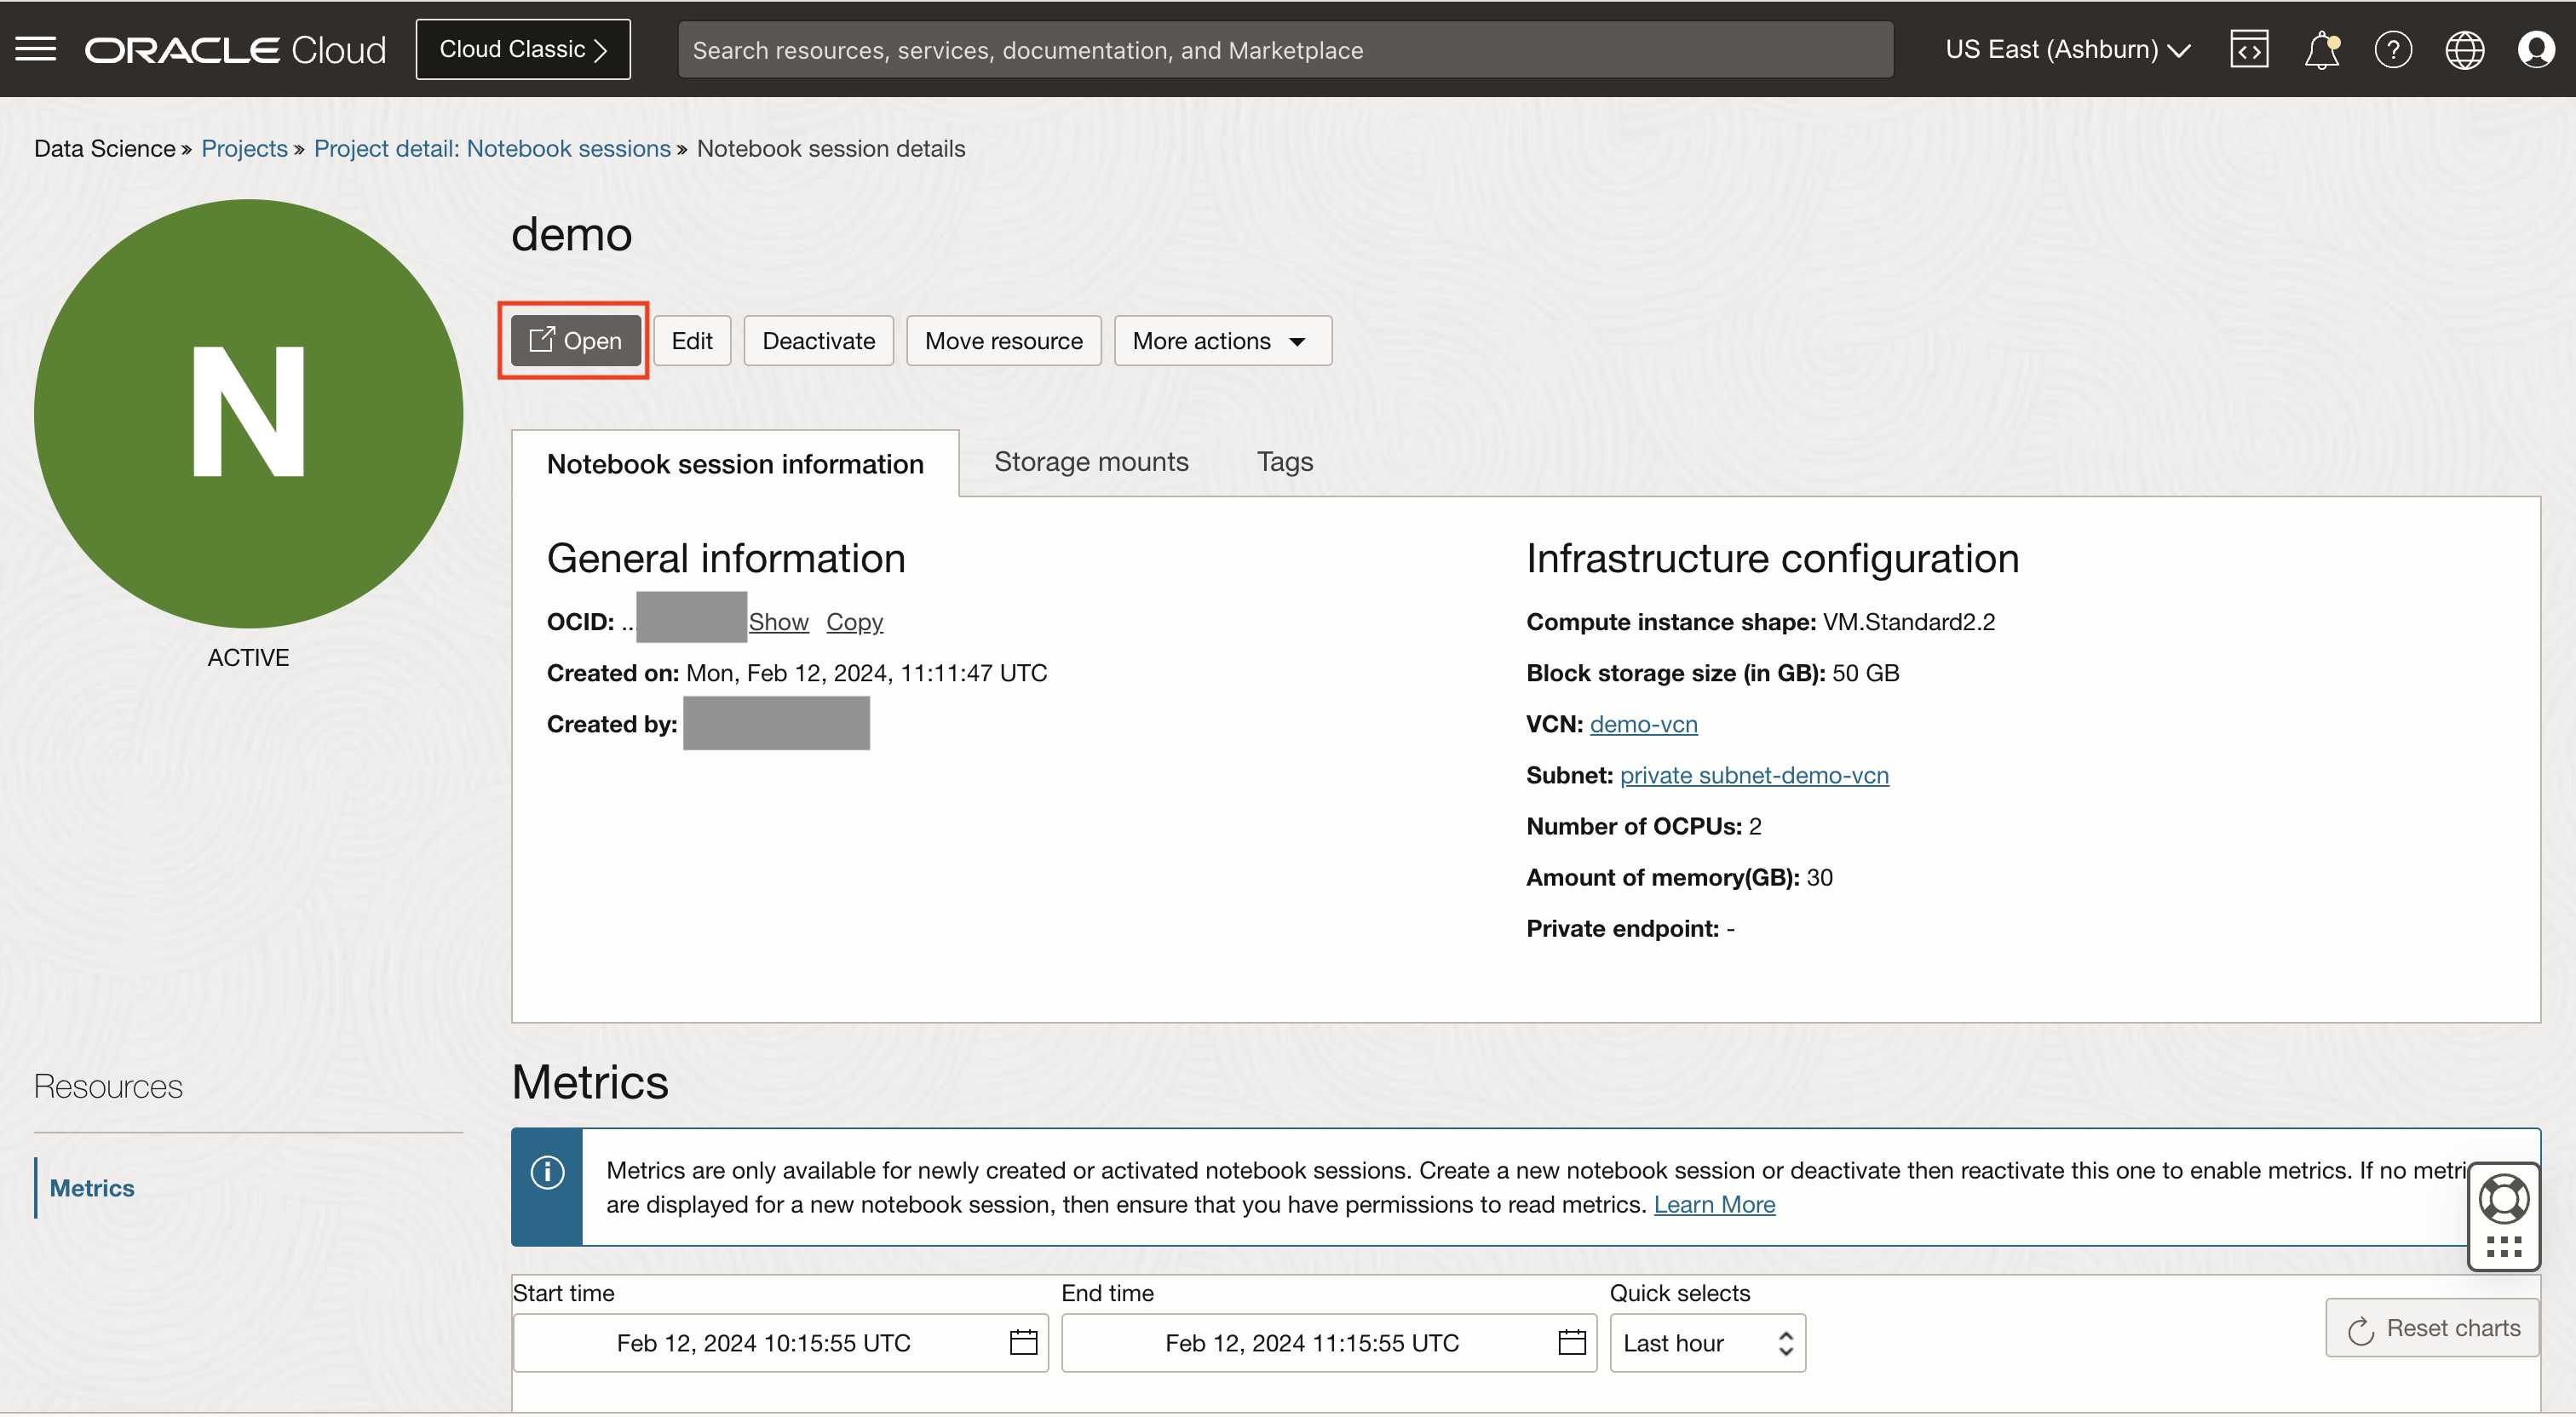 ORACLE Cloud
Cloud Classic
Search resources, services, documentation, and Marketplace
US East (Ashburn)
Data Science » Projects » Project detail: Notebook sessions » Notebook session details
N
ACTIVE
demo
Open
Edit
Deactivate
Move resource
More actions
Notebook session information
Storage mounts
Tags
General information
OCID: ... Show Copy
Created on: Mon, Feb 12, 2024, 11:11:47 UTC
Created by:
Infrastructure configuration
Compute instance shape: VM.Standard2.2
Block storage size (in GB): 50 GB
VCN: demo-vcn
Subnet: private subnet-demo-vcn
Number of OCPUs: 2
Amount of memory(GB): 30
Private endpoint: -
Resources
Metrics
Metrics
Metrics are only available for newly created or activated notebook sessions. Create a new notebook session or deactivate then reactivate this one to enable metrics. If no metri
are displayed for a new notebook session, then ensure that you have permissions to read metrics. Learn More
Start time
Feb 12, 2024 10:15:55 UTC
End time
Feb 12, 2024 11:15:55 UTC
Quick selects
Last hour
Reset charts